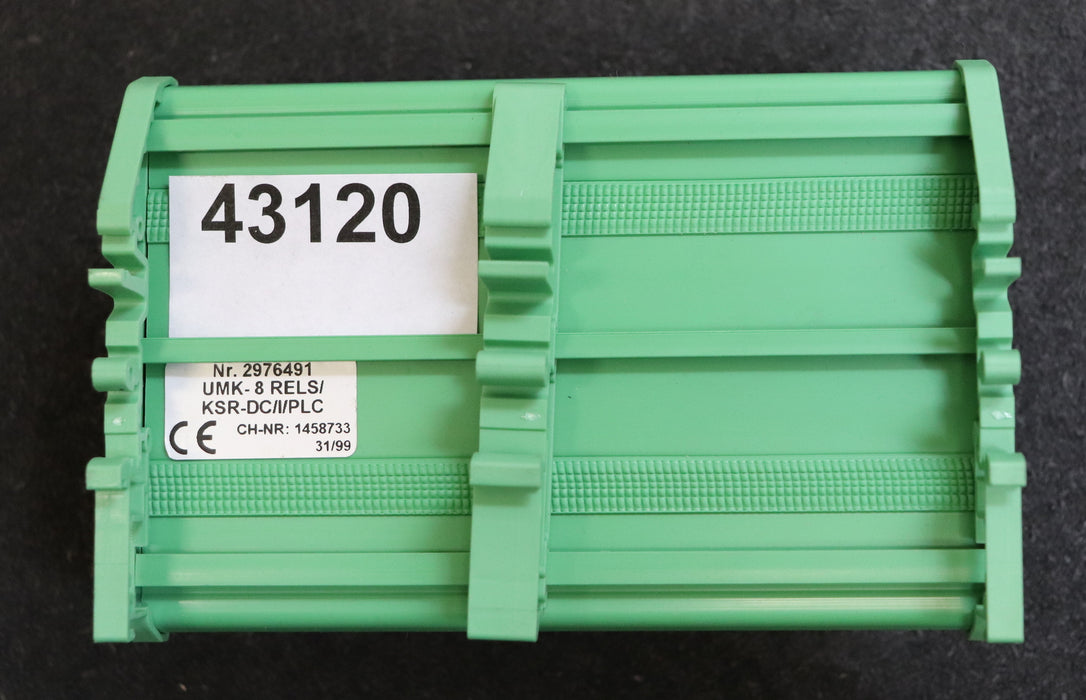 43120
Nr. 2976491
UMK- 8 RELS/
KSR-DC/I/PLC
CE CH-NR: 1458733
31/99